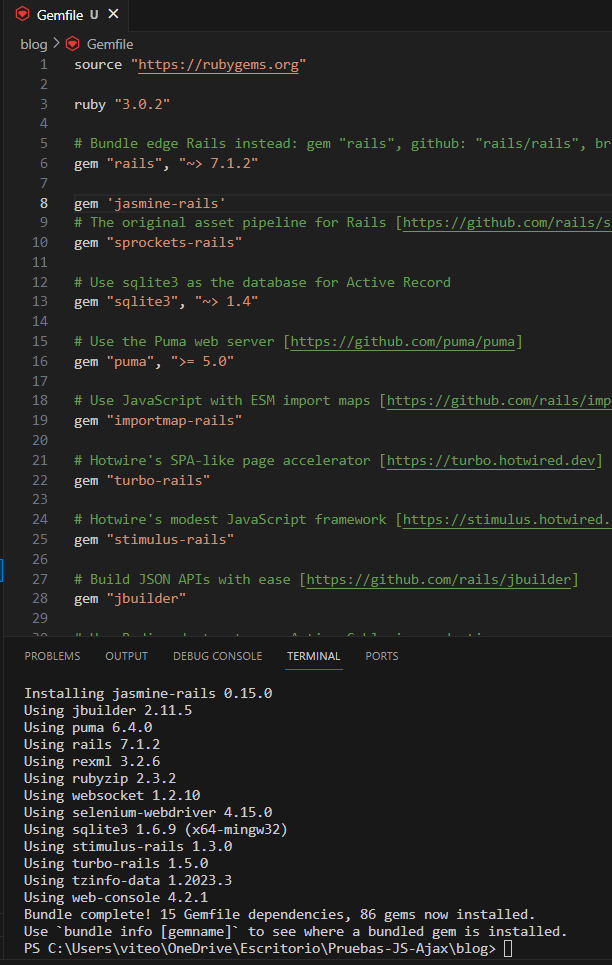 Gemfile U
blog > Gemfile
1 source "https://rubygems.org"
2
3 ruby "3.0.2"
4
5 # Bundle edge Rails instead: gem "rails", github: "rails/rails", br
6 gem "rails", "~> 7.1.2"
7
8 gem 'jasmine-rails'
9 # The original asset pipeline for Rails [https://github.com/rails/s
10 gem "sprockets-rails"
11
12 # Use sqlite3 as the database for Active Record
13 gem "sqlite3", "~> 1.4"
14
15 # Use the Puma web server [https://github.com/puma/puma]
16 gem "puma", ">= 5.0"
17
18 # Use JavaScript with ESM import maps [https://github.com/rails/imp
19 gem "importmap-rails"
20
21 # Hotwire's SPA-like page accelerator [https://turbo.hotwired.dev]
22 gem "turbo-rails"
23
24 # Hotwire's modest JavaScript framework [https://stimulus.hotwired.
25 gem "stimulus-rails"
26
27 # Build JSON APIs with ease [https://github.com/rails/jbuilder]
28 gem "jbuilder"
29
PROBLEMS OUTPUT DEBUG CONSOLE TERMINAL PORTS
Installing jasmine-rails 0.15.0
Using jbuilder 2.11.5
Using puma 6.4.0
Using rails 7.1.2
Using rexml 3.2.6
Using rubyzip 2.3.2
Using websocket 1.2.10
Using selenium-webdriver 4.15.0
Using sqlite3 1.6.9 (x64-mingw32)
Using stimulus-rails 1.3.0
Using turbo-rails 1.5.0
Using tzinfo-data 1.2023.3
Using web-console 4.2.1
Bundle complete! 15 Gemfile dependencies, 86 gems now installed.
Use `bundle info [gemname]` to see where a bundled gem is installed.
PS C:\Users\viteo\OneDrive\Escritorio\Pruebas-JS-Ajax\blog>